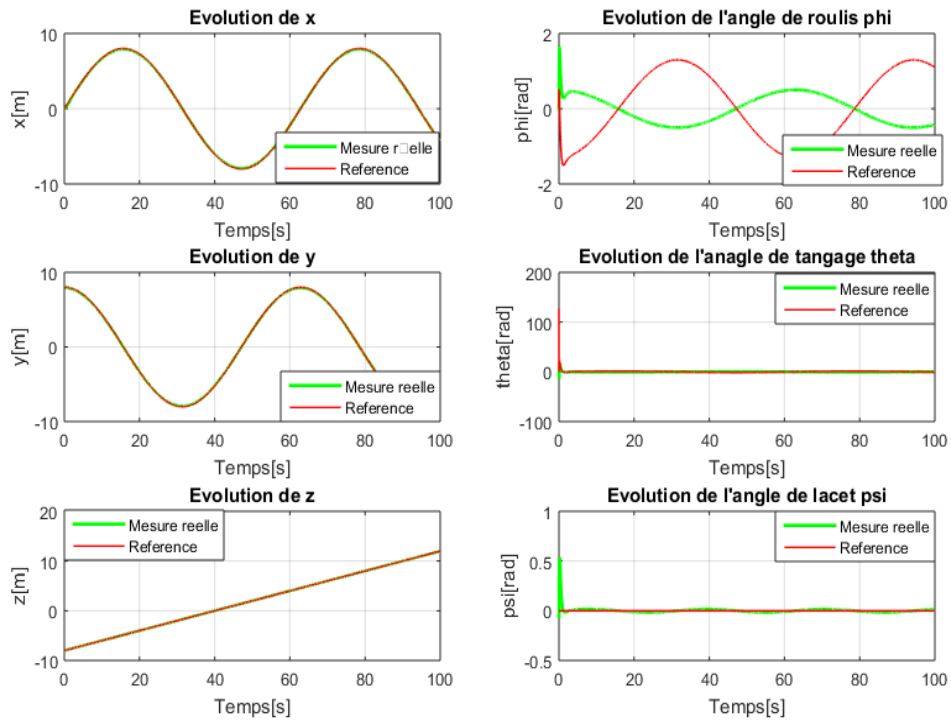 Evolution de x
10
0
-10
x[m]
Mesure r□elle
Reference
0 20 40 60 80 100
Temps[s]
Evolution de l'angle de roulis phi
2
0
-2
phi[rad]
Mesure reelle
Reference
0 20 40 60 80 100
Temps[s]
Evolution de y
10
0
-10
y[m]
Mesure reelle
Reference
0 20 40 60 80 100
Temps[s]
Evolution de l'anagle de tangage theta
200
100
0
-100
theta[rad]
Mesure reelle
Reference
0 20 40 60 80 100
Temps[s]
Evolution de z
20
10
0
-10
z[m]
Mesure reelle
Reference
0 20 40 60 80 100
Temps[s]
Evolution de l'angle de lacet psi
1
0.5
0
-0.5
psi[rad]
Mesure reelle
Reference
0 20 40 60 80 100
Temps[s]